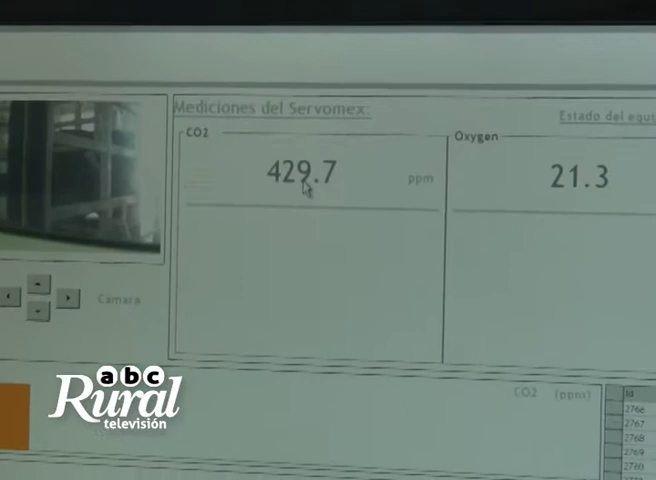 Mediciones del Servomex:
Estado del equi
CO2
Oxygen
429.7
ppm
21.3
Camara
abc
Rural
televisión
CO2 (ppm)
Id
2766
2767
2768
2769